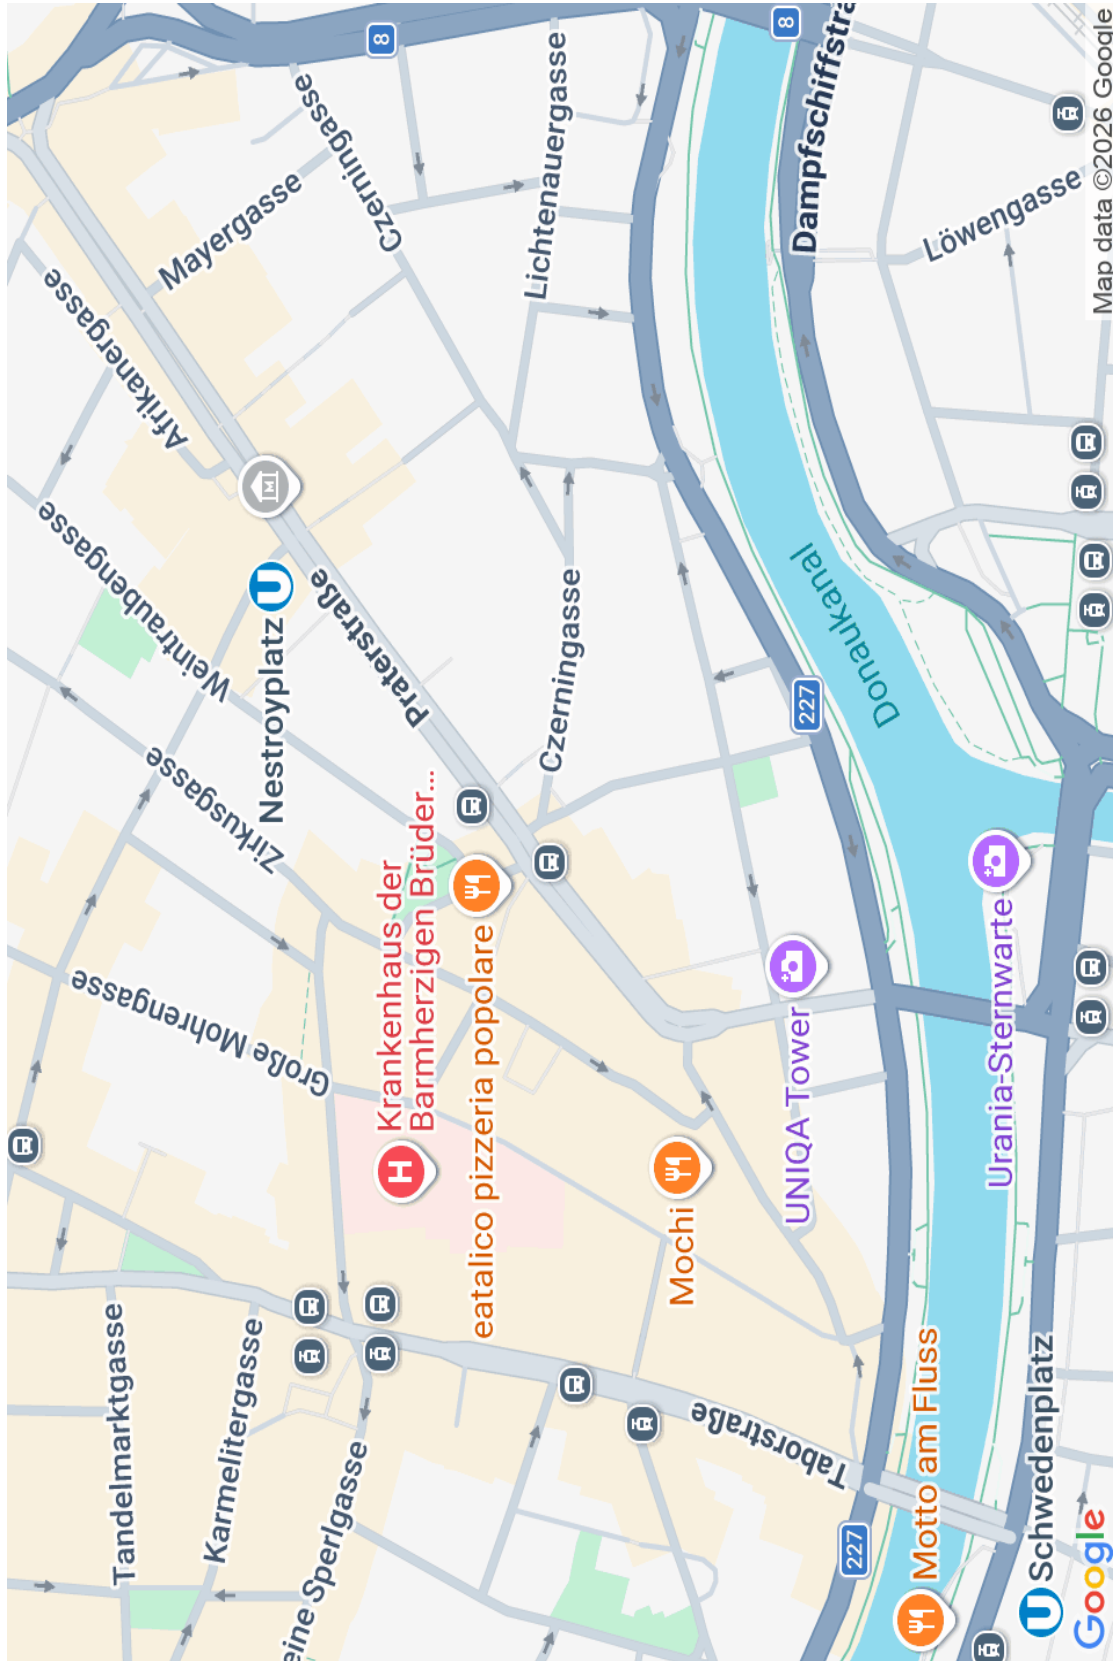 Tandelmarktgasse
Karmelitergasse
eine Sperlgasse
Große Mohrengasse
Zirkusgasse
Weintraubengasse
Afrikanergasse
Mayergasse
Czerningasse
Nestroyplatz
U
Praterstraße
Krankenhaus der
Barmherzigen Brüder...
H
eatalico pizzeria popolare
Mochi
Taborstraße
Czerningasse
Lichtenauergasse
8
8
227
227
UNIQA Tower
Donaukanal
Dampfschiffstra
Löwengasse
Urania-Sternwarte
Motto am Fluss
U
Schwedenplatz
M
Google
Map data ©2026 Google